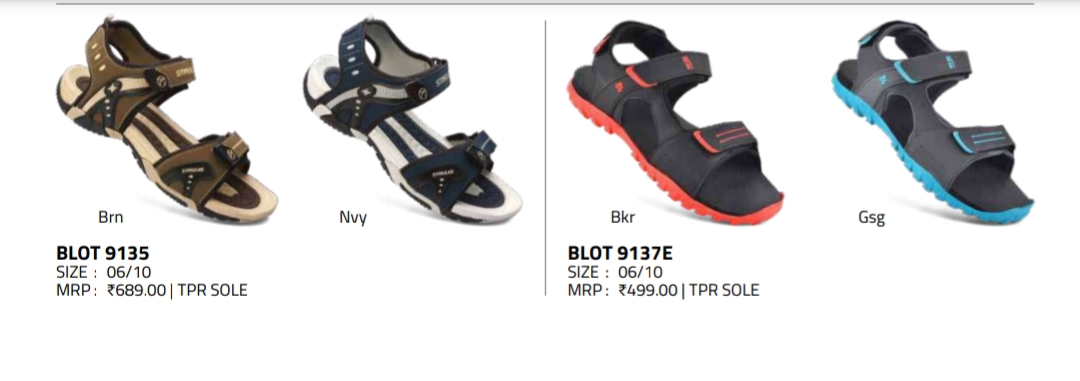 Brn
Nvy
Bkr
Gsg
BLOT 9135
SIZE : 06/10
MRP : ₹689.00 | TPR SOLE
BLOT 9137E
SIZE : 06/10
MRP : ₹499.00 | TPR SOLE